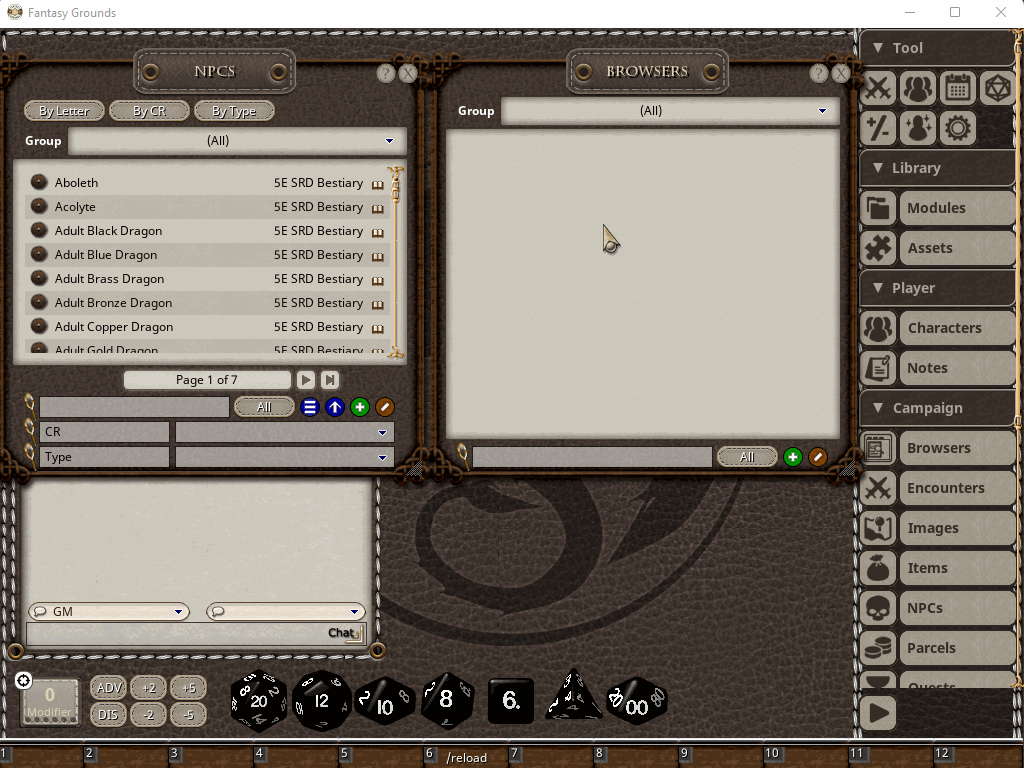 Fantasy Grounds
NPCS
? X
By Letter By CR By Type
Group (All)
Aboleth 5E SRD Bestiary
Acolyte 5E SRD Bestiary
Adult Black Dragon 5E SRD Bestiary
Adult Blue Dragon 5E SRD Bestiary
Adult Brass Dragon 5E SRD Bestiary
Adult Bronze Dragon 5E SRD Bestiary
Adult Copper Dragon 5E SRD Bestiary
Adult Gold Dragon 5E SRD Bestiary
Page 1 of 7
All
CR
Type
BROWSERS
? X
Group (All)
All
Tool
Library
Modules
Assets
Player
Characters
Notes
Campaign
Browsers
Encounters
Images
Items
NPCs
Parcels
Quests
GM
Chat
0
Modifier
ADV +2 +5
DIS -2 -5
20 12 10 8 6. 4 00
1 2 3 4 5 6 /reload 7 8 9 10 11 12